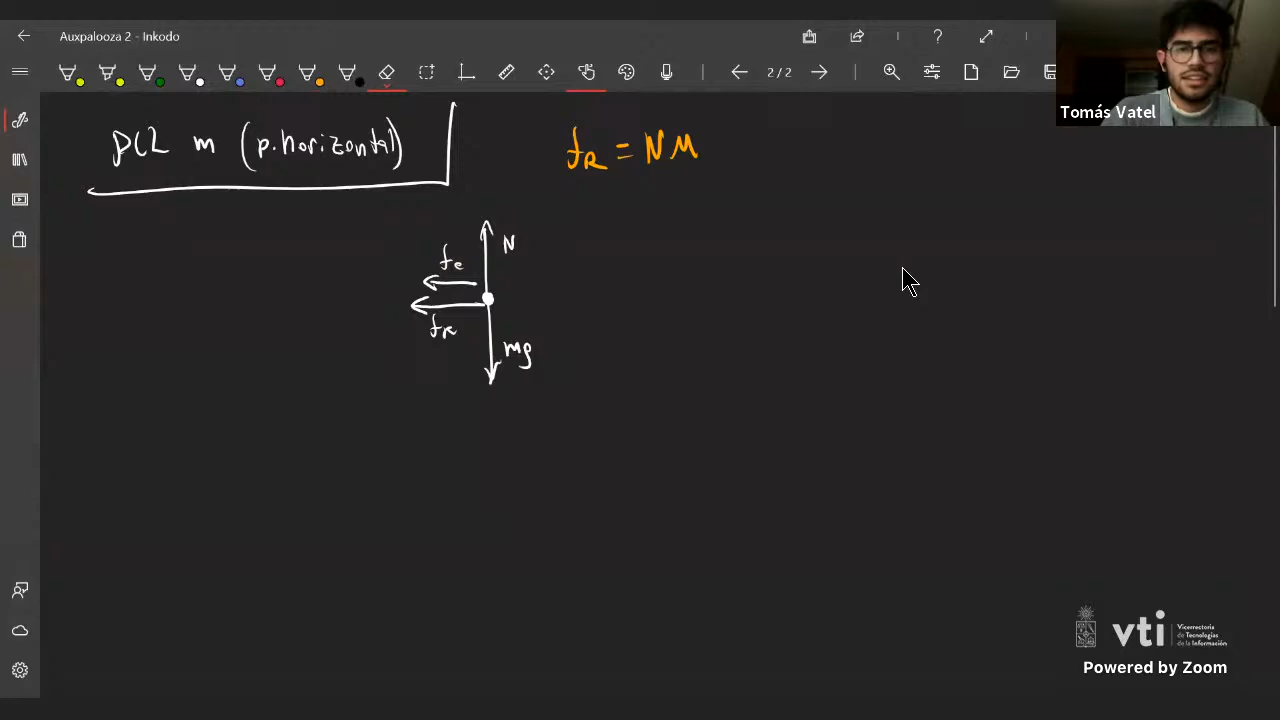 Auxpalooza 2 - Inkodo
2/2
Tomás Vatel
DCL m (p.horizontal)
fR = Nμ
N
fe
fR
mg
vti
Vicerrectoría
de Tecnologías
de la Información
Powered by Zoom